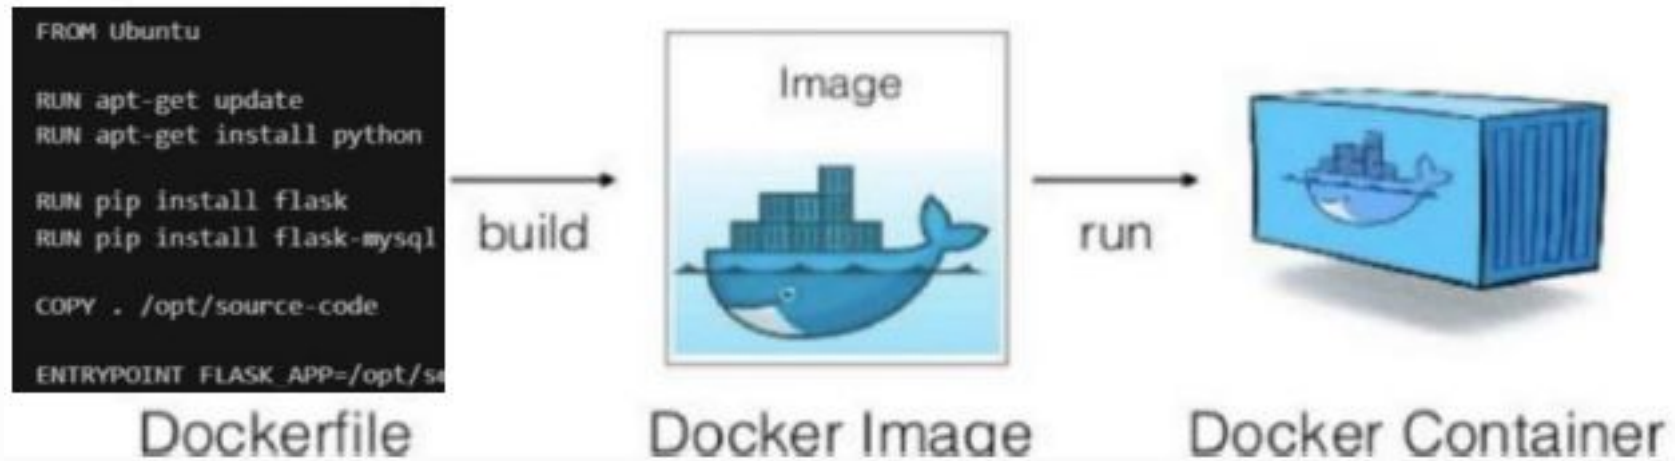 FROM Ubuntu
RUN apt-get update
RUN apt-get install python
RUN pip install flask
RUN pip install flask-mysql
COPY . /opt/source-code
ENTRYPOINT FLASK_APP=/opt/
build
Image
run
Dockerfile
Docker Image
Docker Container